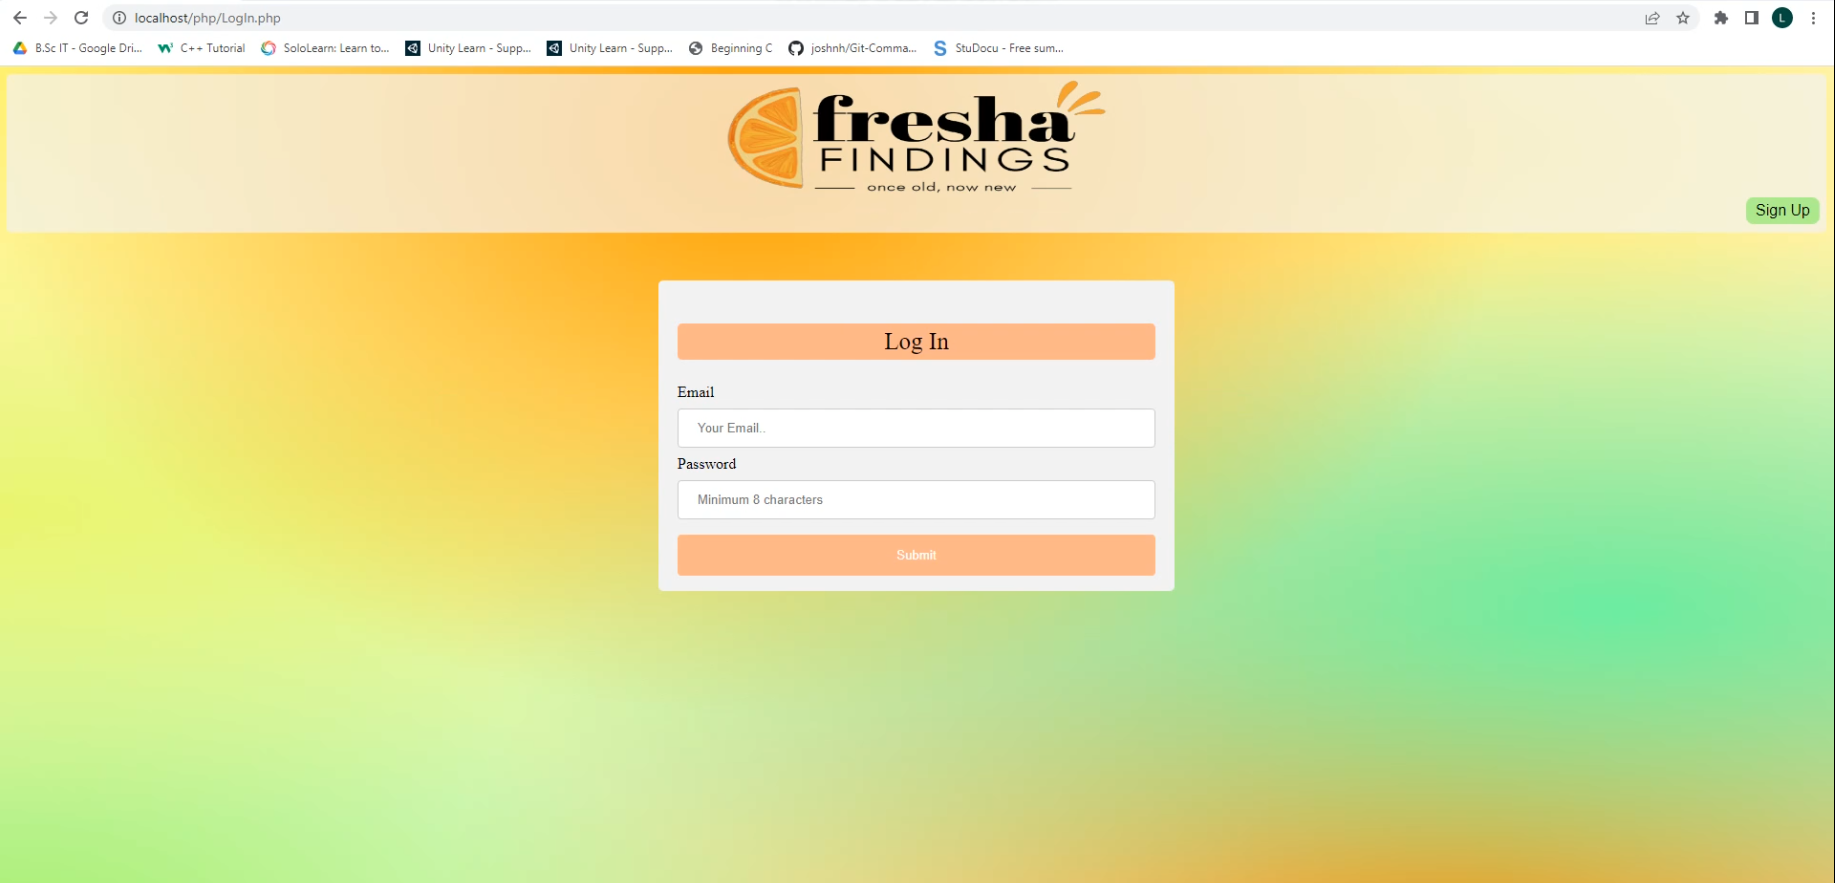 localhost/php/LogIn.php
L
B.Sc IT - Google Dri...
C++ Tutorial
SoloLearn: Learn to...
Unity Learn - Supp...
Unity Learn - Supp...
Beginning C
joshnh/Git-Comma...
StuDocu - Free sum...
fresha
FINDINGS
once old, now new
Sign Up
Log In
Email
Your Email..
Password
Minimum 8 characters
Submit